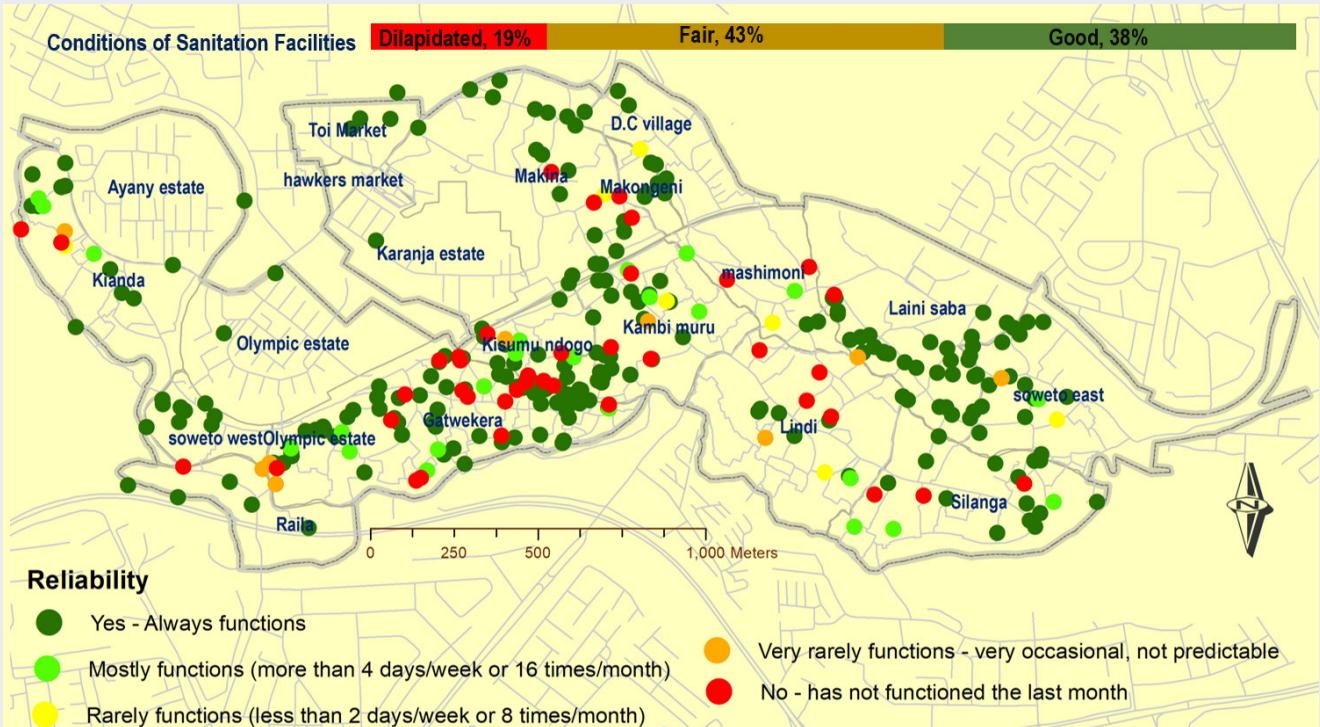 Conditions of Sanitation Facilities
Dilapidated, 19%
Fair, 43%
Good, 38%
Toi Market
D.C village
hawkers market
Makina
Makongeni
Ayany estate
Karanja estate
Kianda
mashimoni
Laini saba
Kambi muru
Olympic estate
Kisumu ndogo
soweto east
Gatwekera
Lindi
soweto west
Olympic estate
Silanga
Raila
0 250 500 1,000 Meters
N
Reliability
Yes - Always functions
Mostly functions (more than 4 days/week or 16 times/month)
Rarely functions (less than 2 days/week or 8 times/month)
Very rarely functions - very occasional, not predictable
No - has not functioned the last month